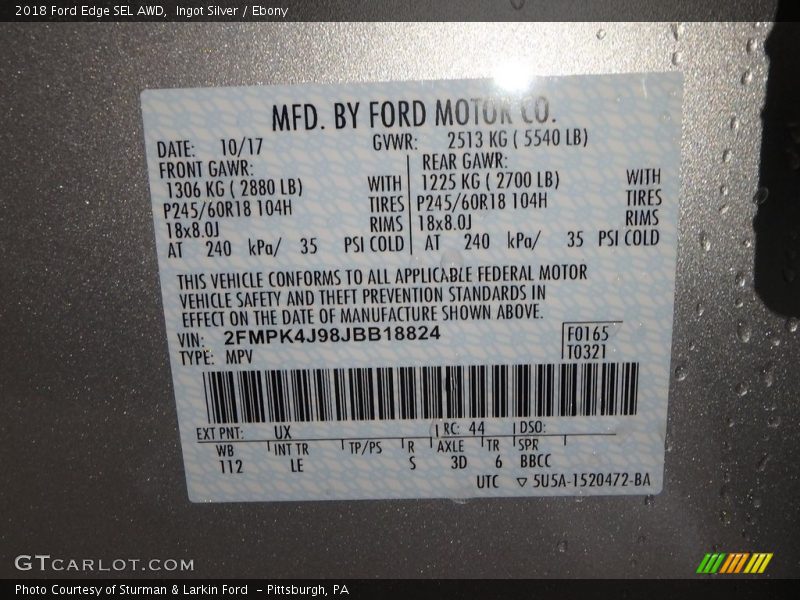 2018 Ford Edge SEL AWD,  Ingot Silver / Ebony
MFD. BY FORD MOTOR CO.
DATE: 10/17 GVWR: 2513 KG ( 5540 LB)
FRONT GAWR: REAR GAWR:
1306 KG ( 2880 LB) WITH 1225 KG ( 2700 LB) WITH
P245/60R18 104H TIRES P245/60R18 104H TIRES
18x8.0J RIMS 18x8.0J RIMS
AT 240 kPa/ 35 PSI COLD AT 240 kPa/ 35 PSI COLD
THIS VEHICLE CONFORMS TO ALL APPLICABLE FEDERAL MOTOR
VEHICLE SAFETY AND THEFT PREVENTION STANDARDS IN
EFFECT ON THE DATE OF MANUFACTURE SHOWN ABOVE.
VIN: 2FMPK4J98JBB18824 F0165
TYPE: MPV T0321
EXT PNT: UX RC: 44 DSO:
WB INT TR TP/PS R AXLE TR SPR
112 LE S 3D 6 BBCC
UTC ▽ 5U5A-1520472-BA
GTCARLOT.COM
Photo Courtesy of Sturman & Larkin Ford  - Pittsburgh, PA